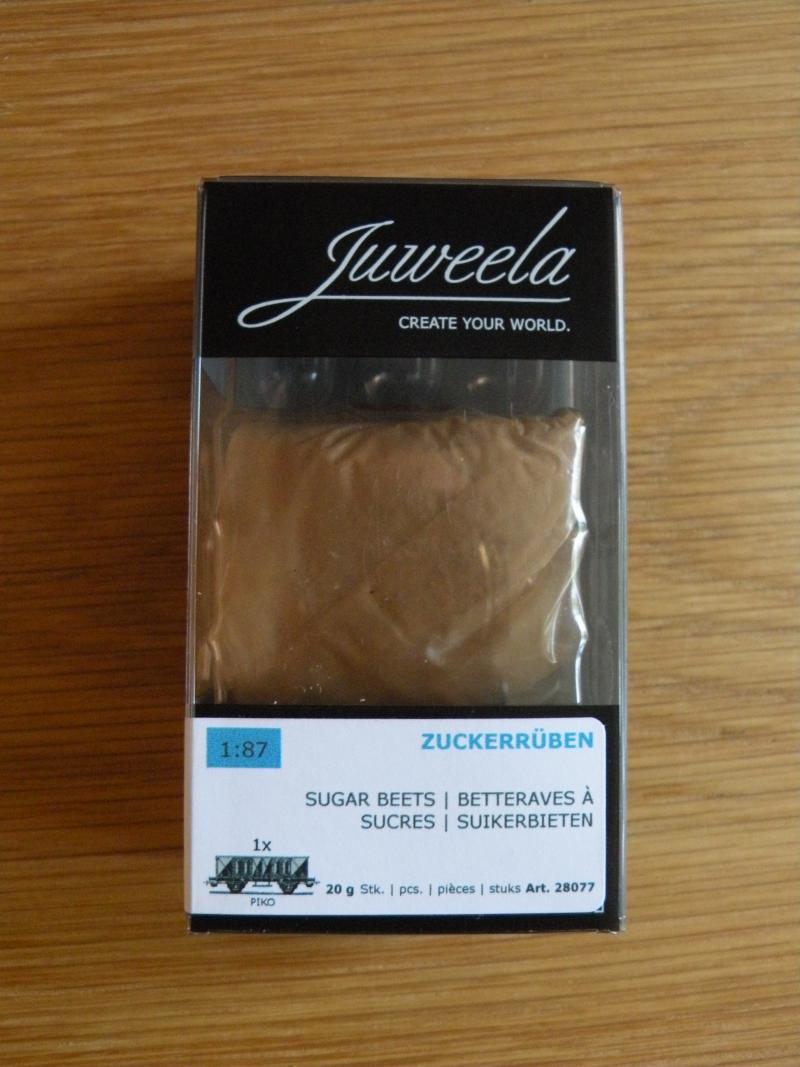 Juweela
CREATE YOUR WORLD.
1:87
ZUCKERRÜBEN
SUGAR BEETS | BETTERAVES À
SUCRES | SUIKERBIETEN
1x
PIKO
20 g Stk. | pcs. | pièces | stuks Art. 28077